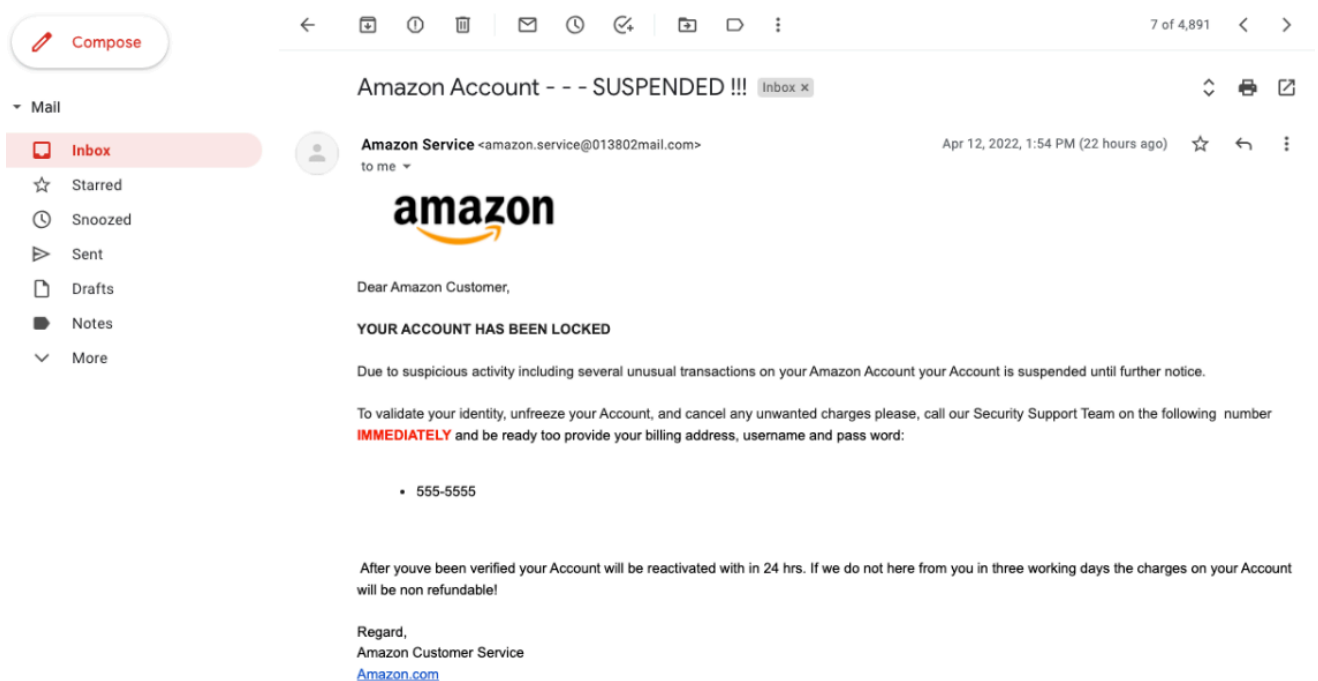 Compose
7 of 4,891
Mail
Inbox
Starred
Snoozed
Sent
Drafts
Notes
More
Amazon Account - - - SUSPENDED !!! Inbox ×
Amazon Service <amazon.service@013802mail.com>
Apr 12, 2022, 1:54 PM (22 hours ago)
to me
amazon
Dear Amazon Customer,
YOUR ACCOUNT HAS BEEN LOCKED
Due to suspicious activity including several unusual transactions on your Amazon Account your Account is suspended until further notice.
To validate your identity, unfreeze your Account, and cancel any unwanted charges please, call our Security Support Team on the following number
IMMEDIATELY and be ready too provide your billing address, username and pass word:
• 555-5555
After youve been verified your Account will be reactivated with in 24 hrs. If we do not here from you in three working days the charges on your Account
will be non refundable!
Regard,
Amazon Customer Service
Amazon.com